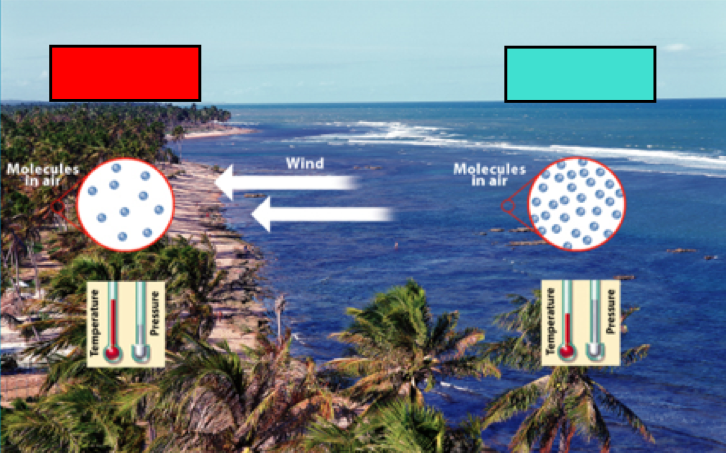 Wind
Molecules
in air
Molecules
in air
Temperature
Pressure
Temperature
Pressure